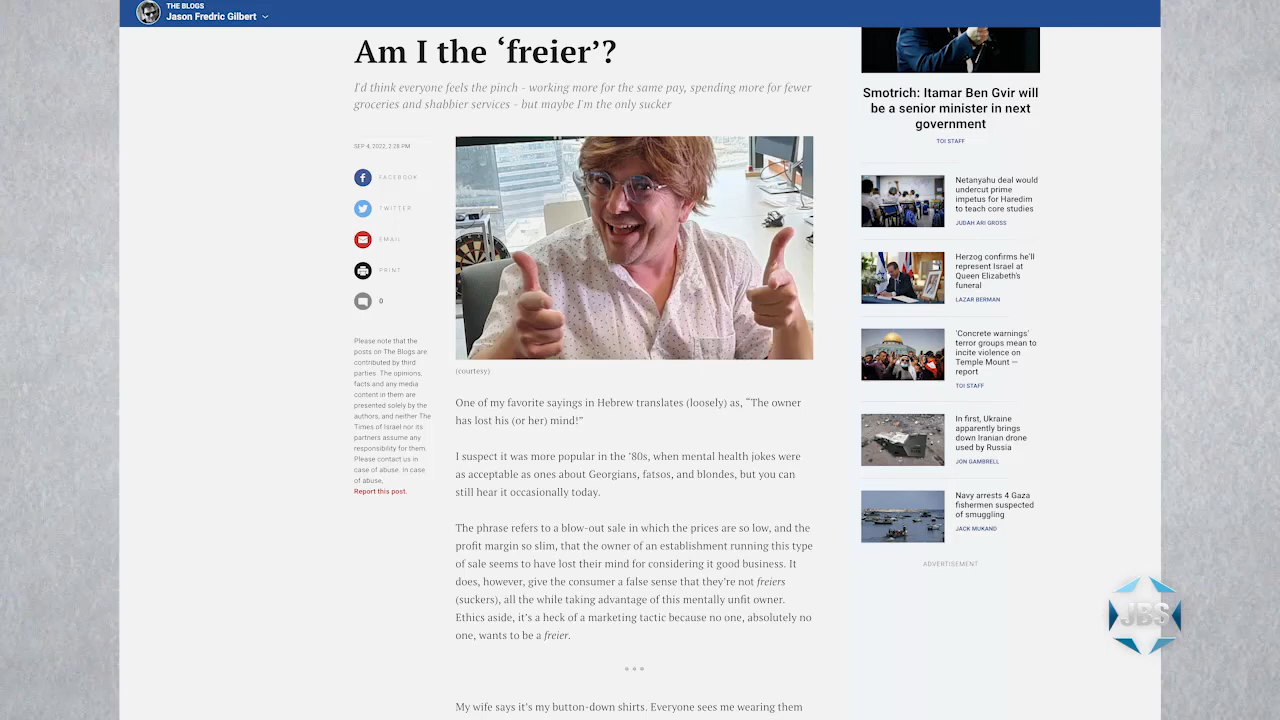 THE BLOGS
Jason Fredric Gilbert
Am I the ‘freier’?
I'd think everyone feels the pinch - working more for the same pay, spending more for fewer
groceries and shabbier services - but maybe I'm the only sucker
SEP 4, 2022, 2:26 PM
FACEBOOK
TWITTER
EMAIL
PRINT
0
Please note that the
posts on The Blogs are
contributed by third
parties. The opinions,
facts and any media
content in them are
presented solely by the
authors, and neither The
Times of Israel nor its
partners assume any
responsibility for them.
Please contact us in
case of abuse. In case
of abuse,
Report this post.
(courtesy)
One of my favorite sayings in Hebrew translates (loosely) as, “The owner
has lost his (or her) mind!”
I suspect it was more popular in the ’80s, when mental health jokes were
as acceptable as ones about Georgians, fatsos, and blondes, but you can
still hear it occasionally today.
The phrase refers to a blow-out sale in which the prices are so low, and the
profit margin so slim, that the owner of an establishment running this type
of sale seems to have lost their mind for considering it good business. It
does, however, give the consumer a false sense that they’re not freiers
(suckers), all the while taking advantage of this mentally unfit owner.
Ethics aside, it’s a heck of a marketing tactic because no one, absolutely no
one, wants to be a freier.
My wife says it’s my button-down shirts. Everyone sees me wearing them
Smotrich: Itamar Ben Gvir will
be a senior minister in next
government
TOI STAFF
Netanyahu deal would
undercut prime
impetus for Haredim
to teach core studies
JUDAH ARI GROSS
Herzog confirms he'll
represent Israel at
Queen Elizabeth's
funeral
LAZAR BERMAN
'Concrete warnings'
terror groups mean to
incite violence on
Temple Mount —
report
TOI STAFF
In first, Ukraine
apparently brings
down Iranian drone
used by Russia
JON GAMBRELL
Navy arrests 4 Gaza
fishermen suspected
of smuggling
JACK MUKAND
ADVERTISEMENT
JBS